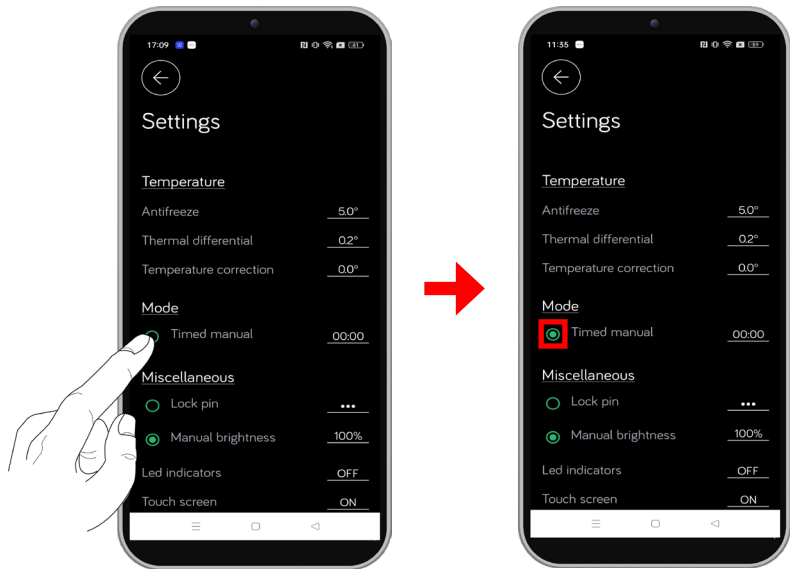 17:09
41
Settings
Temperature
Antifreeze 5.0°
Thermal differential 0.2°
Temperature correction 0.0°
Mode
Timed manual 00:00
Miscellaneous
Lock pin •••
Manual brightness 100%
Led indicators OFF
Touch screen ON
11:35
89
Settings
Temperature
Antifreeze 5.0°
Thermal differential 0.2°
Temperature correction 0.0°
Mode
Timed manual 00:00
Miscellaneous
Lock pin •••
Manual brightness 100%
Led indicators OFF
Touch screen ON